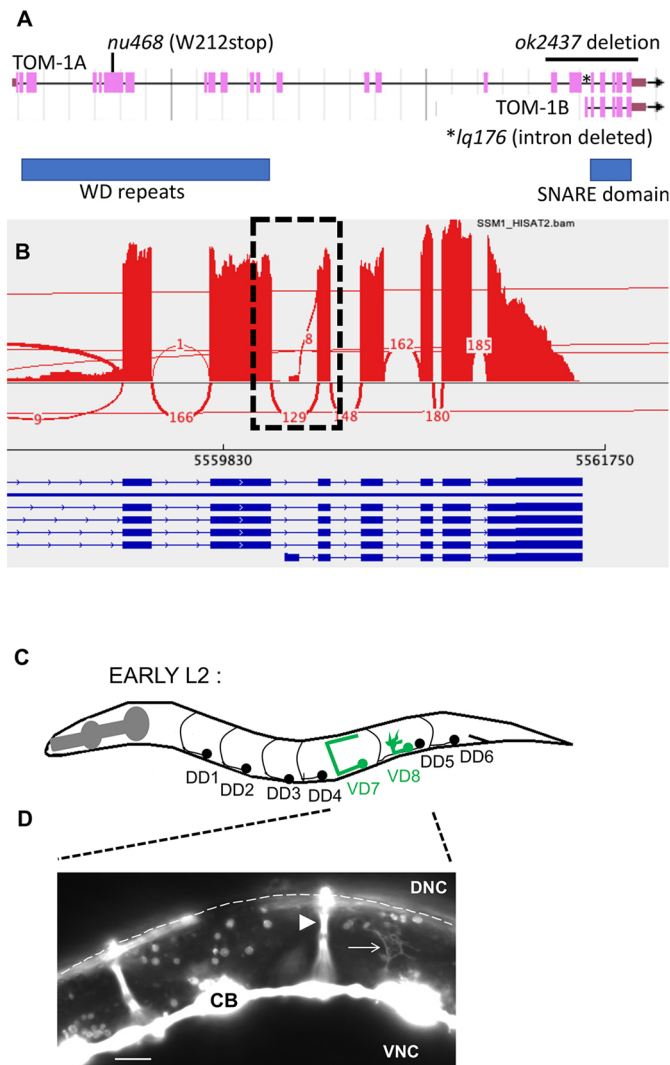 A
nu468 (W212stop)
ok2437 deletion
TOM-1A
*
TOM-1B
*lq176 (intron deleted)
WD repeats
SNARE domain
B
SSM1_HISAT2.bam
8
1
162
185
9
166
129
148
180
5559830
5561750
C
EARLY L2 :
DD1
DD2
DD3
DD4
VD7
VD8
DD5
DD6
D
DNC
CB
VNC